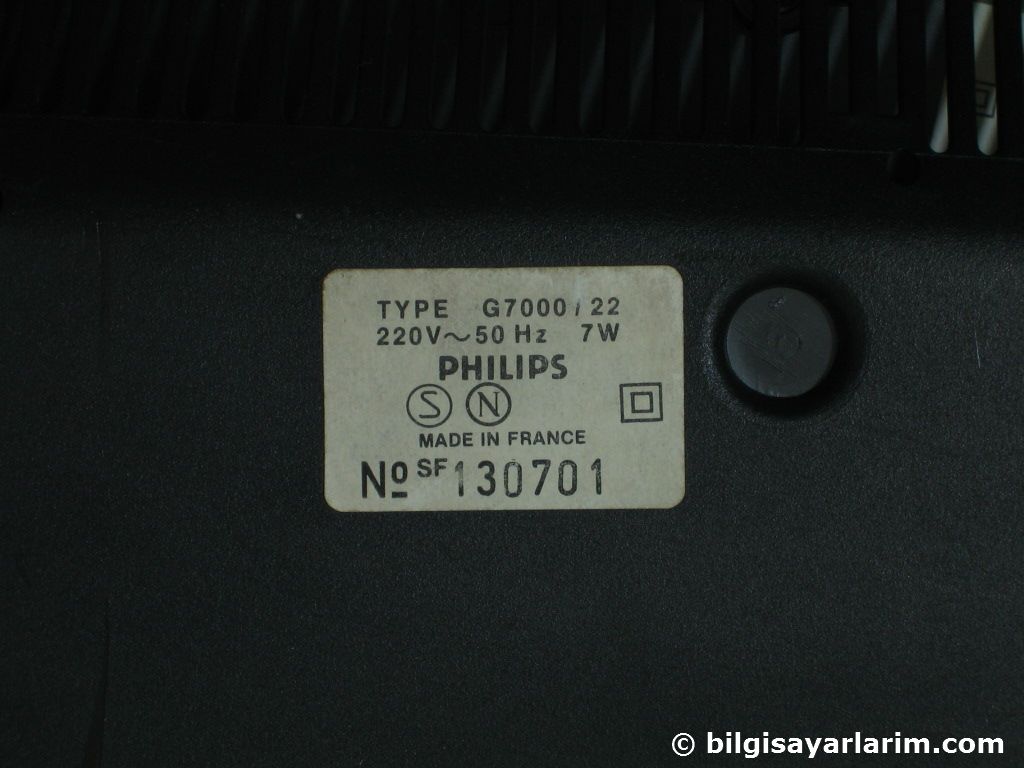 TYPE G7000/22
220V~50 Hz 7W
PHILIPS
S N
MADE IN FRANCE
Nº SF 130701
© bilgisayarlarim.com